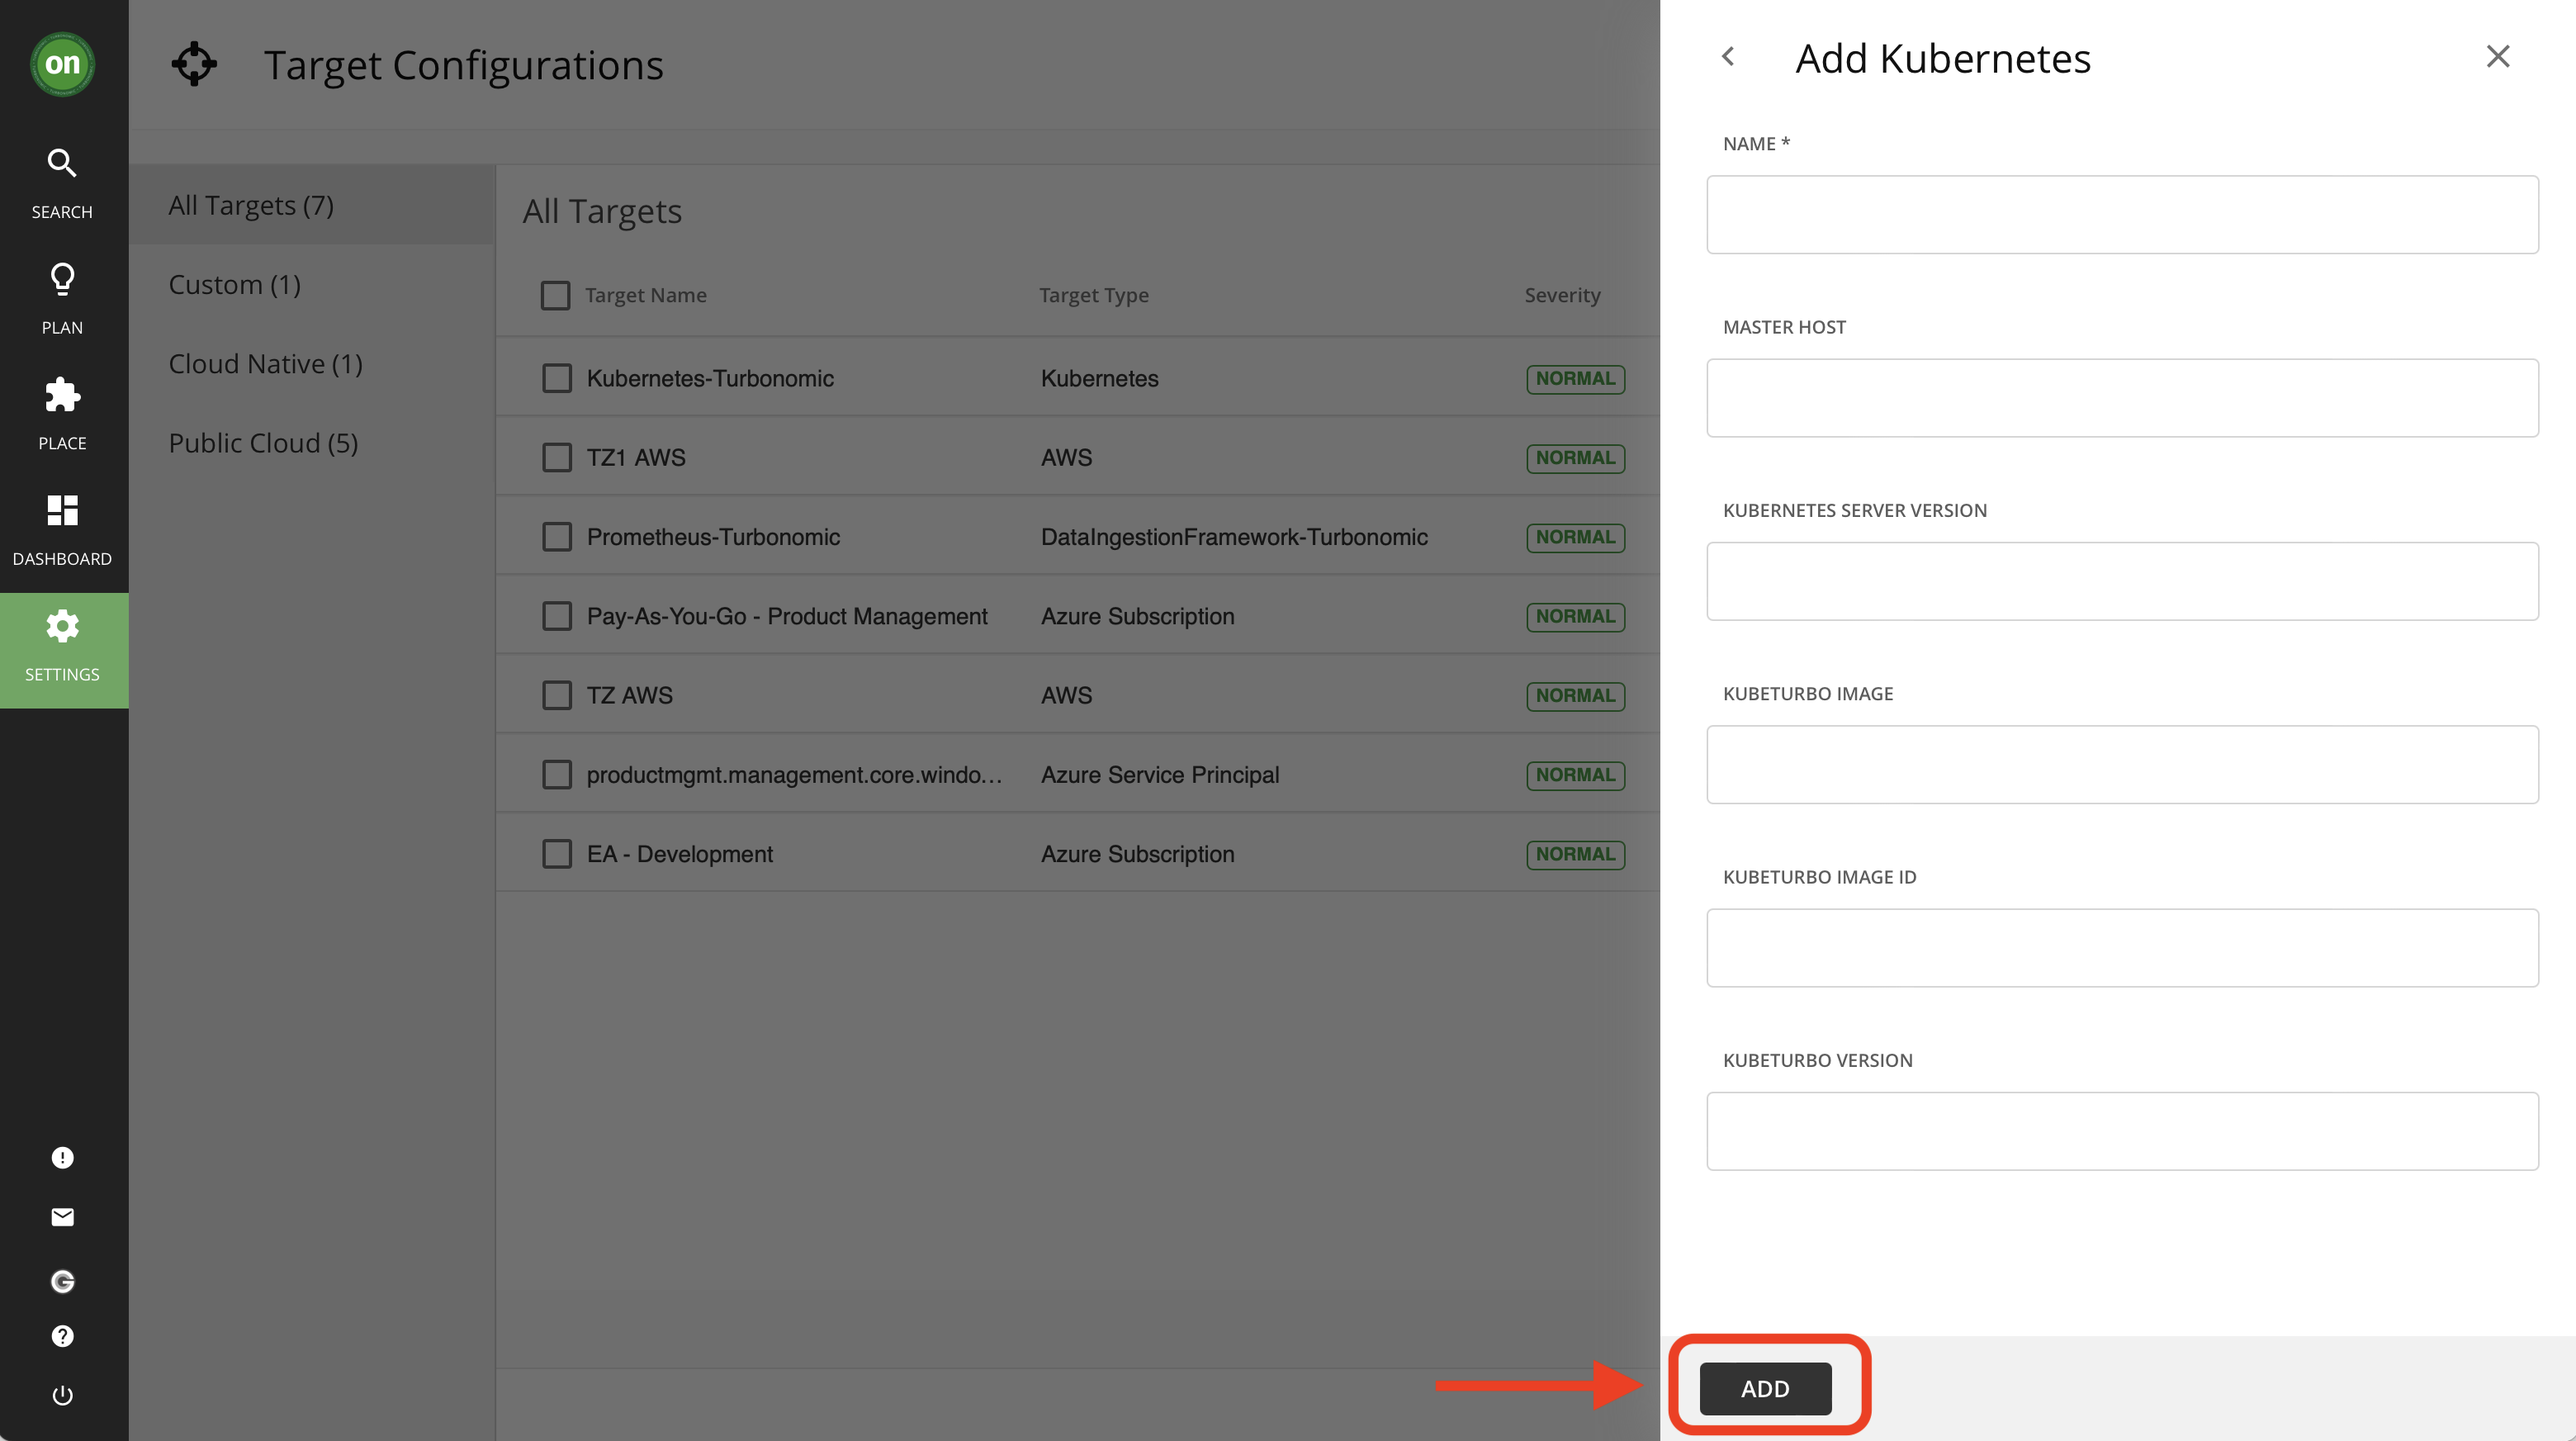 on
SEARCH
PLAN
PLACE
DASHBOARD
SETTINGS
Target Configurations
All Targets (7)
Custom (1)
Cloud Native (1)
Public Cloud (5)
All Targets
Target Name Target Type Severity
Kubernetes-Turbonomic Kubernetes NORMAL
TZ1 AWS AWS NORMAL
Prometheus-Turbonomic DataIngestionFramework-Turbonomic NORMAL
Pay-As-You-Go - Product Management Azure Subscription NORMAL
TZ AWS AWS NORMAL
productmgmt.management.core.windo... Azure Service Principal NORMAL
EA - Development Azure Subscription NORMAL
Add Kubernetes
NAME *
MASTER HOST
KUBERNETES SERVER VERSION
KUBETURBO IMAGE
KUBETURBO IMAGE ID
KUBETURBO VERSION
ADD